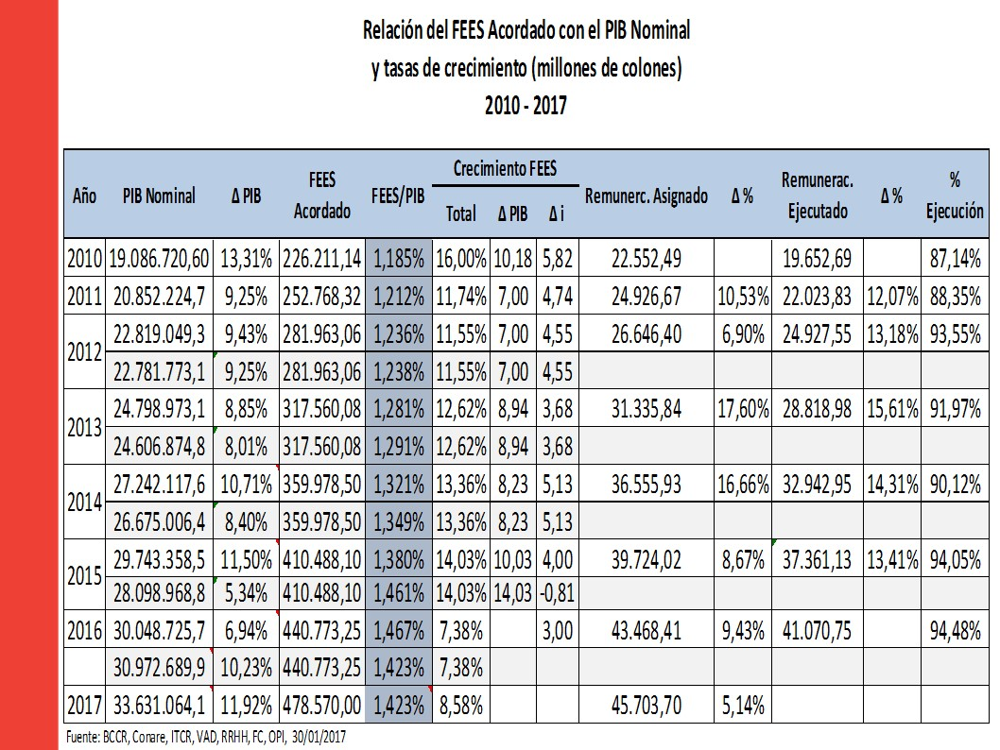 Relación del FEES Acordado con el PIB Nominal
y tasas de crecimiento (millones de colones)
2010 - 2017
Año PIB Nominal Δ PIB FEES Acordado FEES/PIB Crecimiento FEES Total Δ PIB Δ i Remunerc. Asignado Δ % Remunerac. Ejecutado Δ % % Ejecución
2010 19.086.720,60 13,31% 226.211,14 1,185% 16,00% 10,18 5,82 22.552,49 19.652,69 87,14%
2011 20.852.224,7 9,25% 252.768,32 1,212% 11,74% 7,00 4,74 24.926,67 10,53% 22.023,83 12,07% 88,35%
2012 22.819.049,3 9,43% 281.963,06 1,236% 11,55% 7,00 4,55 26.646,40 6,90% 24.927,55 13,18% 93,55%
22.781.773,1 9,25% 281.963,06 1,238% 11,55% 7,00 4,55
2013 24.798.973,1 8,85% 317.560,08 1,281% 12,62% 8,94 3,68 31.335,84 17,60% 28.818,98 15,61% 91,97%
24.606.874,8 8,01% 317.560,08 1,291% 12,62% 8,94 3,68
2014 27.242.117,6 10,71% 359.978,50 1,321% 13,36% 8,23 5,13 36.555,93 16,66% 32.942,95 14,31% 90,12%
26.675.006,4 8,40% 359.978,50 1,349% 13,36% 8,23 5,13
2015 29.743.358,5 11,50% 410.488,10 1,380% 14,03% 10,03 4,00 39.724,02 8,67% 37.361,13 13,41% 94,05%
28.098.968,8 5,34% 410.488,10 1,461% 14,03% 14,03 -0,81
2016 30.048.725,7 6,94% 440.773,25 1,467% 7,38% 3,00 43.468,41 9,43% 41.070,75 94,48%
30.972.689,9 10,23% 440.773,25 1,423% 7,38%
2017 33.631.064,1 11,92% 478.570,00 1,423% 8,58% 45.703,70 5,14%
Fuente: BCCR, Conare, ITCR, VAD, RRHH, FC, OPI, 30/01/2017